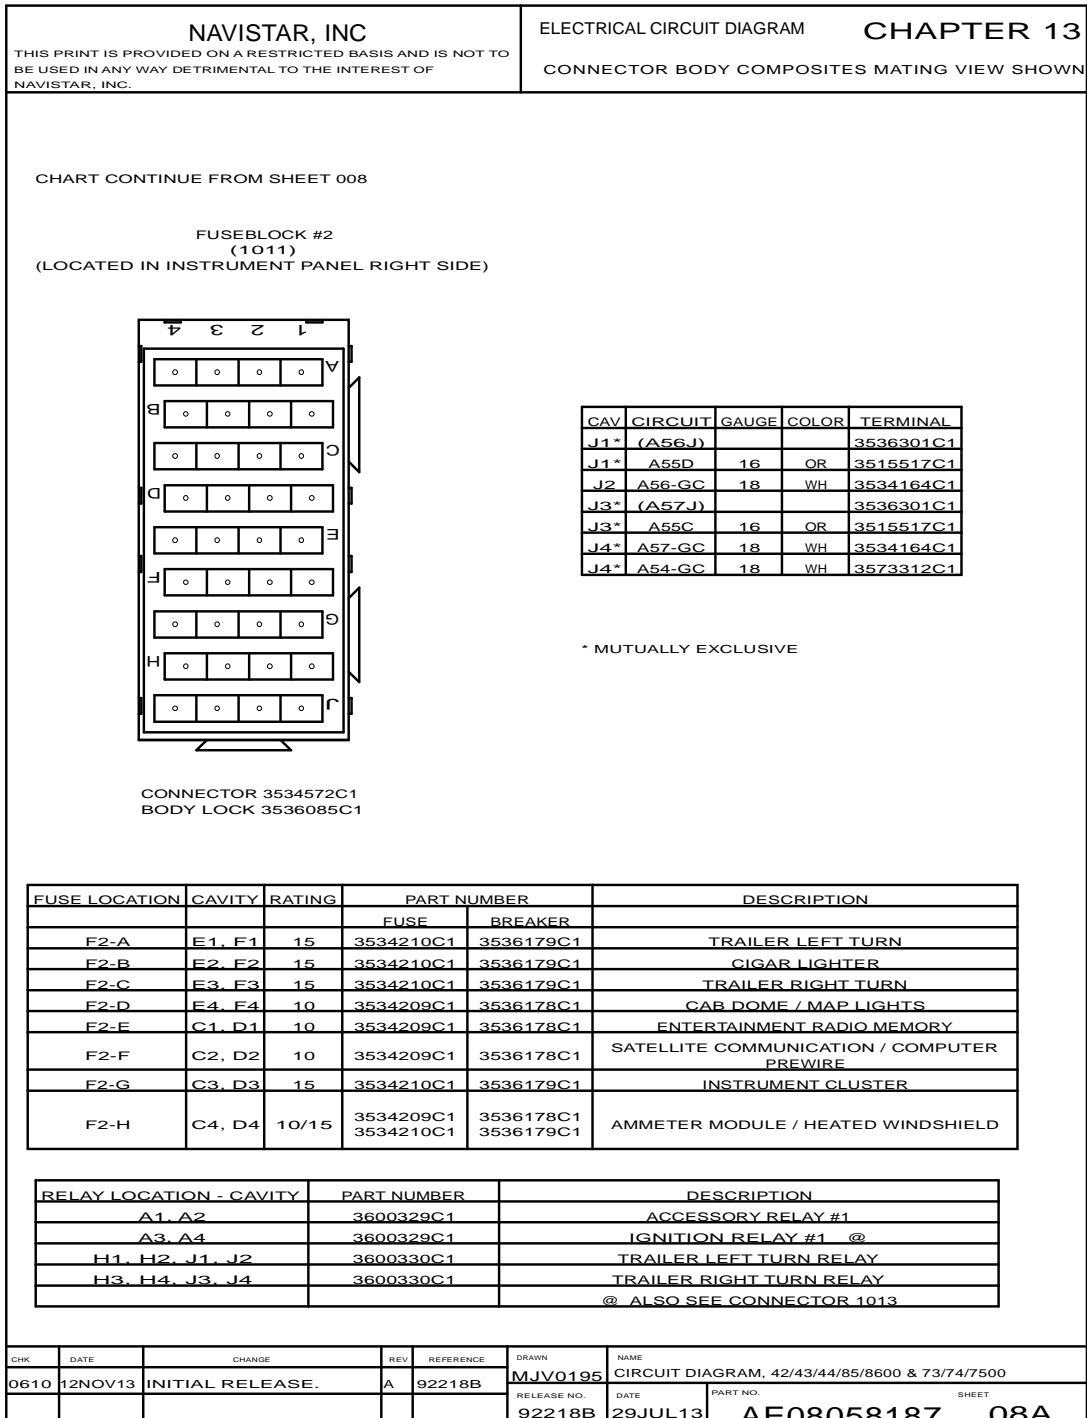 NAVISTAR, INC
THIS PRINT IS PROVIDED ON A RESTRICTED BASIS AND IS NOT TO
BE USED IN ANY WAY DETRIMENTAL TO THE INTEREST OF
NAVISTAR, INC.
ELECTRICAL CIRCUIT DIAGRAM CHAPTER 13
CONNECTOR BODY COMPOSITES MATING VIEW SHOWN
CHART CONTINUE FROM SHEET 008
FUSEBLOCK #2
(1011)
(LOCATED IN INSTRUMENT PANEL RIGHT SIDE)
4 3 2 1
A
B
C
D
E
F
G
H
J
CONNECTOR 3534572C1
BODY LOCK 3536085C1
CAV CIRCUIT GAUGE COLOR TERMINAL
J1* (A56J) 3536301C1
J1* A55D 16 OR 3515517C1
J2 A56-GC 18 WH 3534164C1
J3* (A57J) 3536301C1
J3* A55C 16 OR 3515517C1
J4* A57-GC 18 WH 3534164C1
J4* A54-GC 18 WH 3573312C1
* MUTUALLY EXCLUSIVE
FUSE LOCATION CAVITY RATING PART NUMBER DESCRIPTION
FUSE BREAKER
F2-A E1, F1 15 3534210C1 3536179C1 TRAILER LEFT TURN
F2-B E2, F2 15 3534210C1 3536179C1 CIGAR LIGHTER
F2-C E3, F3 15 3534210C1 3536179C1 TRAILER RIGHT TURN
F2-D E4, F4 10 3534209C1 3536178C1 CAB DOME / MAP LIGHTS
F2-E C1, D1 10 3534209C1 3536178C1 ENTERTAINMENT RADIO MEMORY
F2-F C2, D2 10 3534209C1 3536178C1 SATELLITE COMMUNICATION / COMPUTER
PREWIRE
F2-G C3, D3 15 3534210C1 3536179C1 INSTRUMENT CLUSTER
F2-H C4, D4 10/15 3534209C1 3536178C1 AMMETER MODULE / HEATED WINDSHIELD
3534210C1 3536179C1
RELAY LOCATION - CAVITY PART NUMBER DESCRIPTION
A1, A2 3600329C1 ACCESSORY RELAY #1
A3, A4 3600329C1 IGNITION RELAY #1 @
H1, H2, J1, J2 3600330C1 TRAILER LEFT TURN RELAY
H3, H4, J3, J4 3600330C1 TRAILER RIGHT TURN RELAY
@ ALSO SEE CONNECTOR 1013
CHK DATE CHANGE REV REFERENCE DRAWN NAME
0610 12NOV13 INITIAL RELEASE. A 92218B MJV0195 CIRCUIT DIAGRAM, 42/43/44/85/8600 & 73/74/7500
RELEASE NO. DATE PART NO. SHEET
92218B 29JUL13 AE08058187 08A